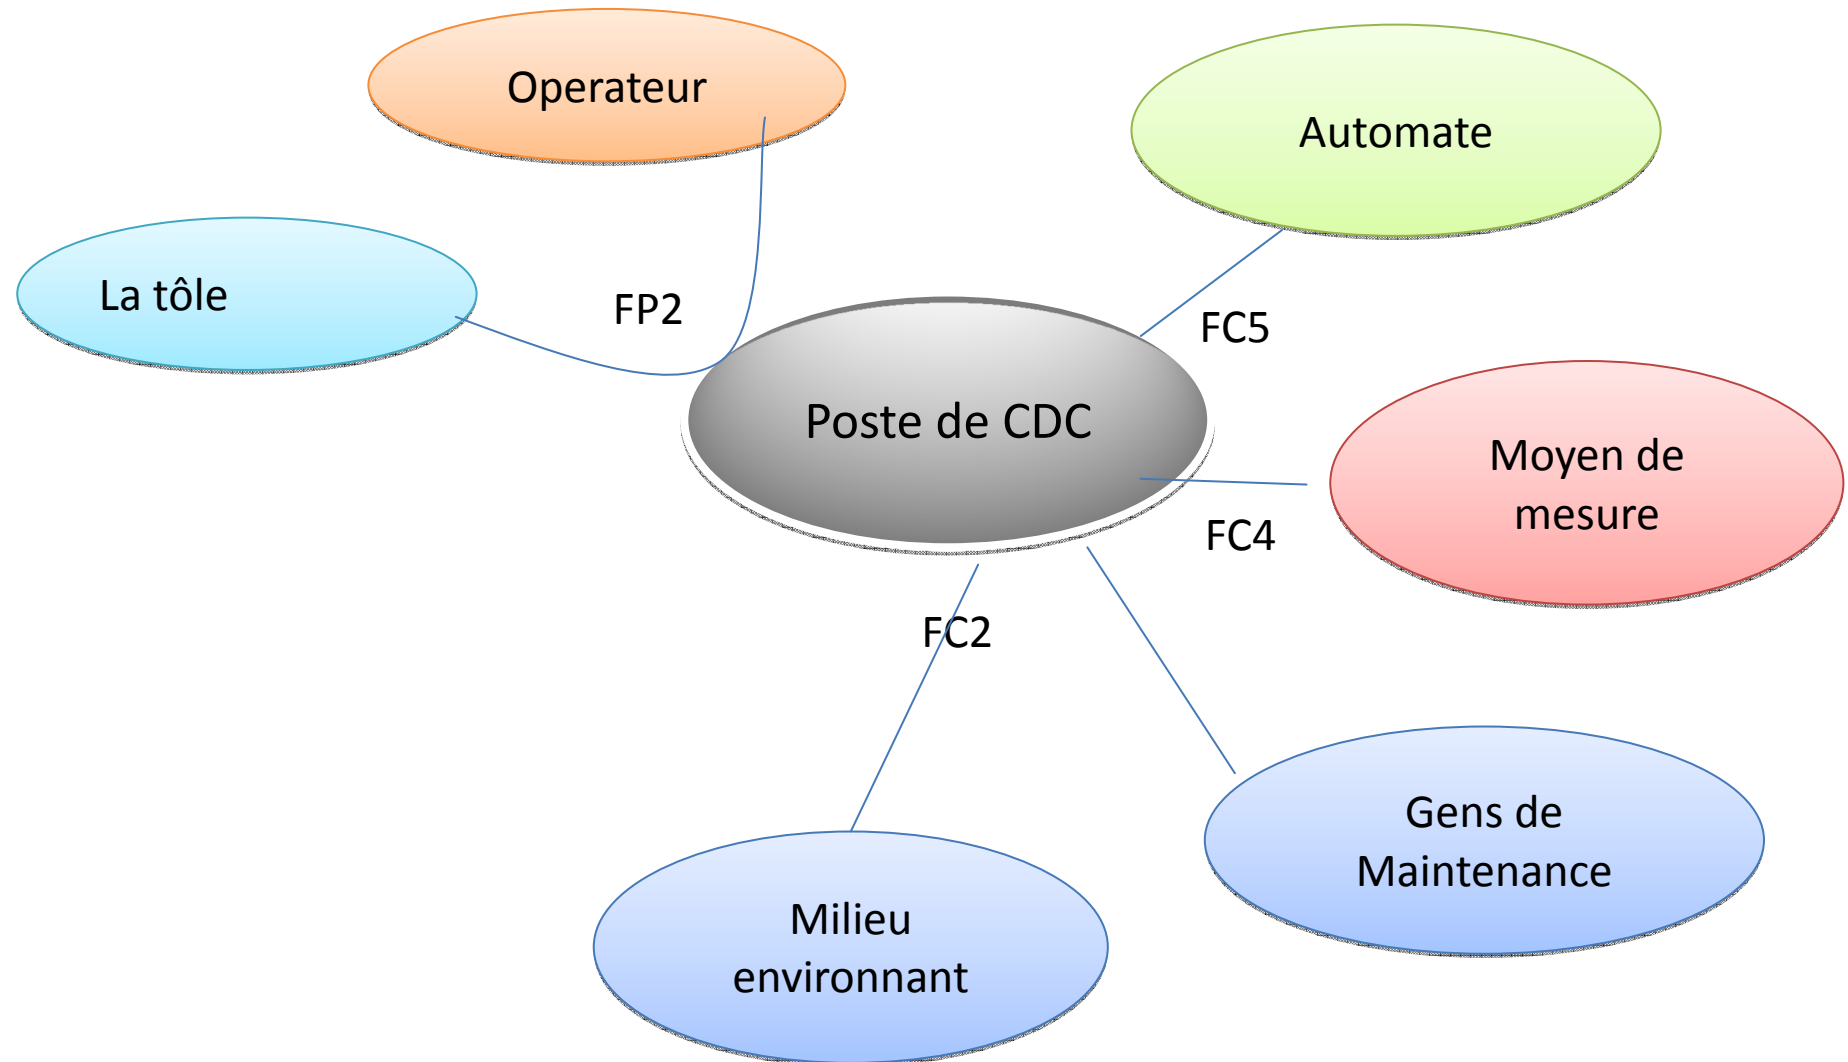 Operateur
Automate
La tôle
FP2
FC5
Poste de CDC
Moyen de
mesure
FC4
FC2
Gens de
Maintenance
Milieu
environnant